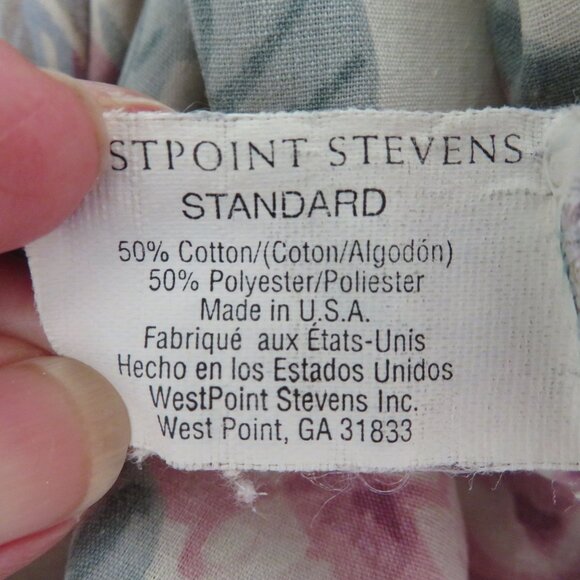 STPOINT STEVENS
STANDARD
50% Cotton/(Coton/Algodón)
50% Polyester/Poliester
Made in U.S.A.
Fabriqué aux États-Unis
Hecho en los Estados Unidos
WestPoint Stevens Inc.
West Point, GA 31833